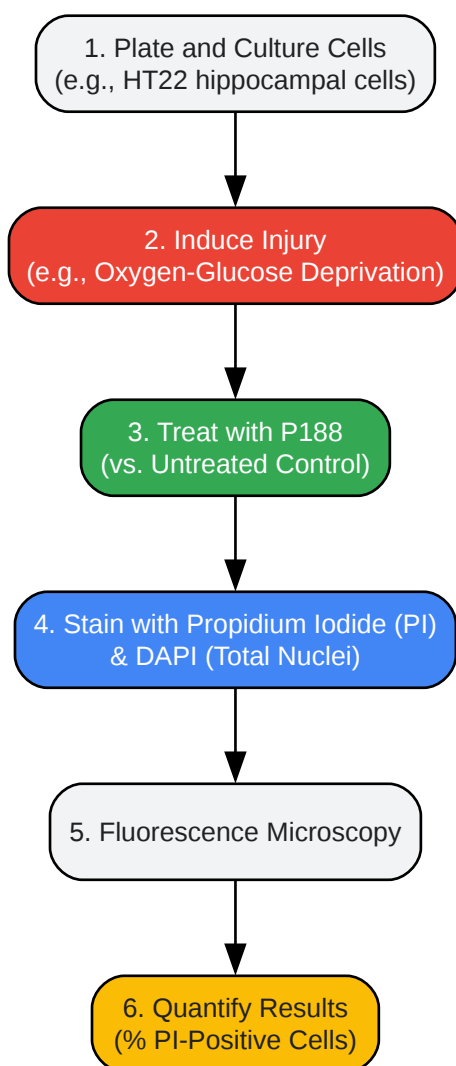 1. Plate and Culture Cells
(e.g., HT22 hippocampal cells)
2. Induce Injury
(e.g., Oxygen-Glucose Deprivation)
3. Treat with P188
(vs. Untreated Control)
4. Stain with Propidium Iodide (PI)
& DAPI (Total Nuclei)
5. Fluorescence Microscopy
6. Quantify Results
(% PI-Positive Cells)